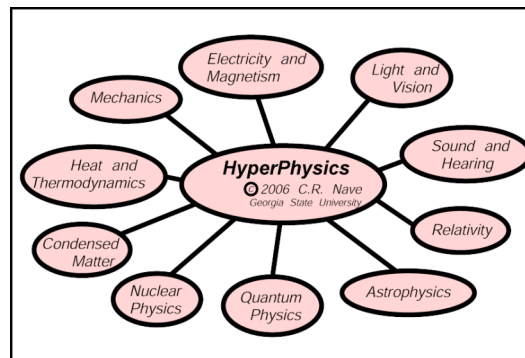 Electricity and
Magnetism
Light and
Vision
Mechanics
Sound and
Hearing
HyperPhysics
© 2006 C.R. Nave
Georgia State University
Heat and
Thermodynamics
Relativity
Condensed
Matter
Nuclear
Physics
Quantum
Physics
Astrophysics